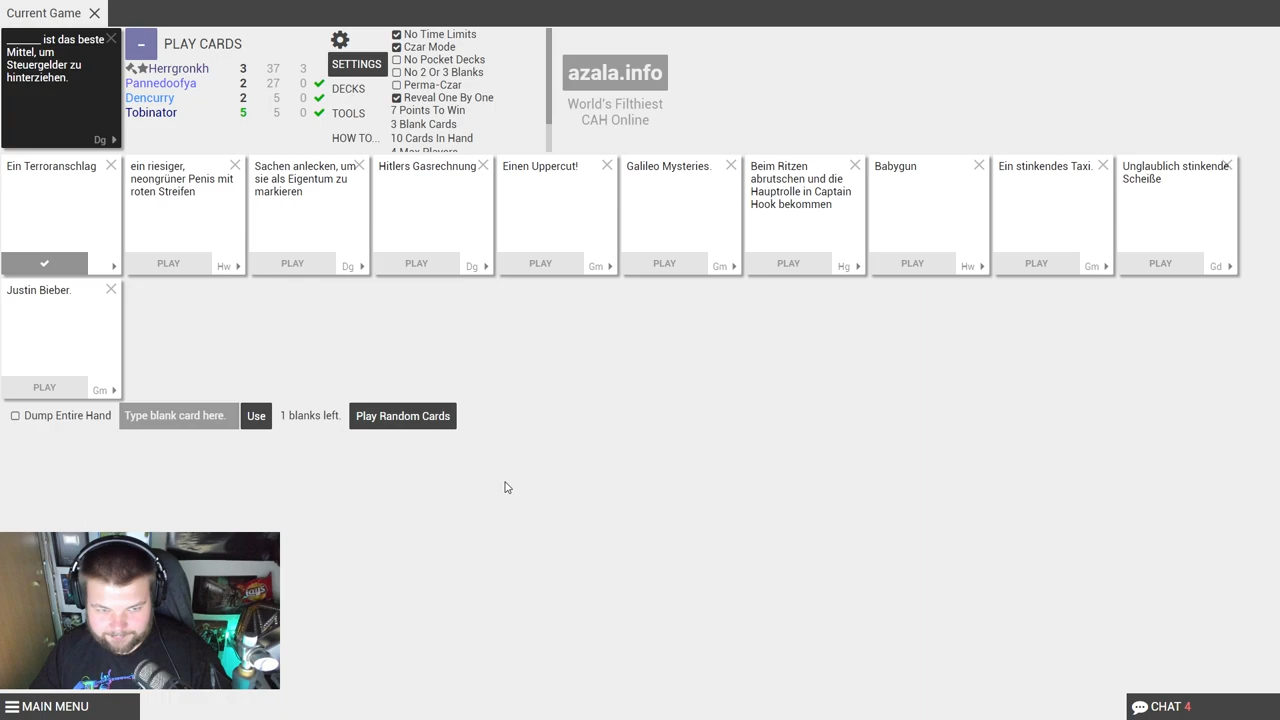 Current Game
_______ ist das beste
Mittel, um
Steuergelder zu
hinterziehen.
Dg
–
PLAY CARDS
Herrgronkh 3 37 3
Pannedoofya 2 27 0
Dencurry 2 5 0
Tobinator 5 5 0
SETTINGS
DECKS
TOOLS
HOW TO...
No Time Limits
Czar Mode
No Pocket Decks
No 2 Or 3 Blanks
Perma-Czar
Reveal One By One
7 Points To Win
3 Blank Cards
10 Cards In Hand
4 Max Players
azala.info
World's Filthiest
CAH Online
Ein Terroranschlag
ein riesiger,
neongrüner Penis mit
roten Streifen
PLAY
Hw
Sachen anlecken, um
sie als Eigentum zu
markieren
PLAY
Dg
Hitlers Gasrechnung
PLAY
Dg
Einen Uppercut!
PLAY
Gm
Galileo Mysteries.
PLAY
Gm
Beim Ritzen
abrutschen und die
Hauptrolle in Captain
Hook bekommen
PLAY
Hg
Babygun
PLAY
Hw
Ein stinkendes Taxi.
PLAY
Gm
Unglaublich stinkende
Scheiße
PLAY
Gd
Justin Bieber.
PLAY
Gm
Dump Entire Hand
Type blank card here.
Use
1 blanks left.
Play Random Cards
Lays
MAIN MENU
CHAT 4